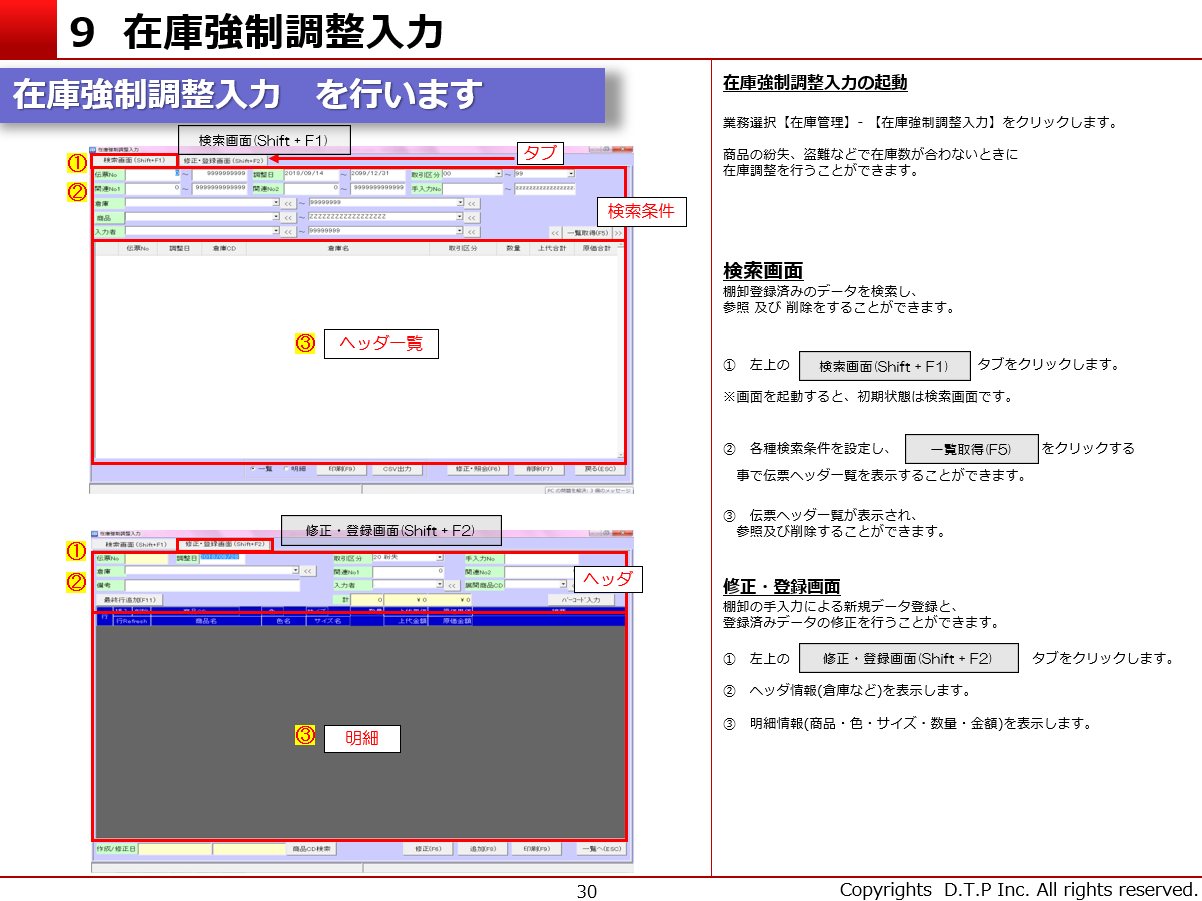 9 在庫強制調整入力
在庫強制調整入力 を行います
検索画面(Shift + F1)
在庫強制調整入力
① 検索画面(Shift+F1) 修正・登録画面(Shift+F2)
タブ
伝票No 0 ～ 9999999999 調整日 2018/09/14 ～ 2099/12/31 取引区分 00 ～ 99
② 関連No1 0 ～ 9999999999999 関連No2 0 ～ 9999999999999 手入力No ～
倉庫 << ～ 99999999 <<
検索条件
商品 << ～ ZZZZZZZZZZZZZZZZZZ <<
入力者 << ～ 99999999 << << 一覧取得(F5) >>
伝票No 調整日 倉庫CD 倉庫名 取引区分 数量 上代合計 原価合計
③ ヘッダ一覧
一覧 明細 印刷(F9) CSV出力 修正・照会(F6) 削除(F7) 戻る(ESC)
修正・登録画面(Shift + F2)
在庫強制調整入力
① 検索画面(Shift+F1) 修正・登録画面(Shift+F2)
伝票No 調整日 取引区分 20 紛失 手入力No
② 倉庫 << 関連No1 0 関連No2
ヘッダ
備考 入力者 << 展開商品CD
最終行追加(F11) 計 0 ￥0 ￥0 バーコード入力
行 行Refresh 商品名 色名 サイズ名 上代金額 原価金額
③ 明細
作成/修正日 商品CD検索 修正(F6) 追加(F8) 印刷(F9) 一覧へ(ESC)
在庫強制調整入力の起動
業務選択【在庫管理】-【在庫強制調整入力】をクリックします。
商品の紛失、盗難などで在庫数が合わないときに
在庫調整を行うことができます。
検索画面
棚卸登録済みのデータを検索し、
参照 及び 削除をすることができます。
① 左上の 検索画面(Shift + F1) タブをクリックします。
※画面を起動すると、初期状態は検索画面です。
② 各種検索条件を設定し、 一覧取得(F5) をクリックする
事で伝票ヘッダ一覧を表示することができます。
③ 伝票ヘッダ一覧が表示され、
参照及び削除することができます。
修正・登録画面
棚卸の手入力による新規データ登録と、
登録済みデータの修正を行うことができます。
① 左上の 修正・登録画面(Shift + F2) タブをクリックします。
② ヘッダ情報(倉庫など)を表示します。
③ 明細情報(商品・色・サイズ・数量・金額)を表示します。
30
Copyrights D.T.P Inc. All rights reserved.